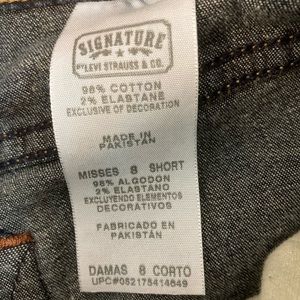 SIGNATURE
BY LEVI STRAUSS & CO.
98% COTTON
2% ELASTANE
EXCLUSIVE OF DECORATION
MADE IN
PAKISTAN
MISSES 8 SHORT
98% ALGODON
2% ELASTANO
EXCLUYENDO ELEMENTOS
DECORATIVOS
FABRICADO EN
PAKISTÁN
DAMAS 8 CORTO
UPC#052175414649